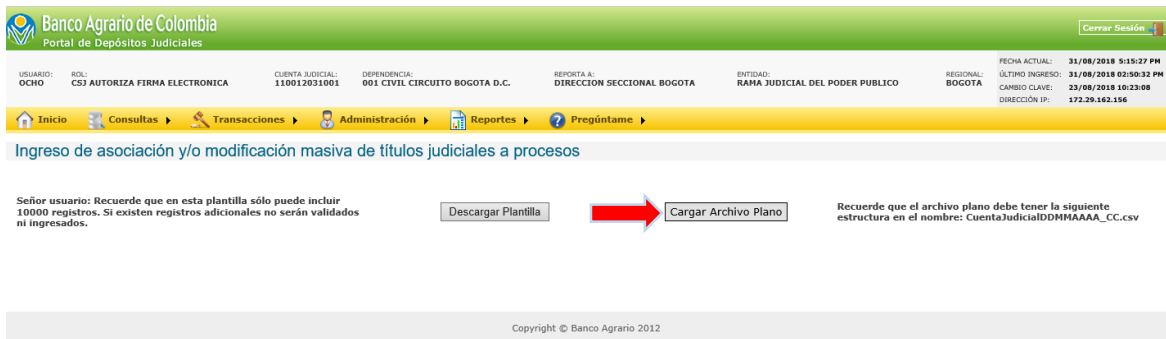 Banco Agrario de Colombia
Portal de Depósitos Judiciales
Cerrar Sesión
USUARIO:
OCHO
ROL:
CSJ AUTORIZA FIRMA ELECTRONICA
CUENTA JUDICIAL:
110012031001
DEPENDENCIA:
001 CIVIL CIRCUITO BOGOTA D.C.
REPORTA A:
DIRECCION SECCIONAL BOGOTA
ENTIDAD:
RAMA JUDICIAL DEL PODER PUBLICO
REGIONAL:
BOGOTA
FECHA ACTUAL: 31/08/2018 5:15:27 PM
ÚLTIMO INGRESO: 31/08/2018 02:50:32 PM
CAMBIO CLAVE: 23/08/2018 10:23:08
DIRECCIÓN IP: 172.29.162.156
Inicio Consultas Transacciones Administración Reportes Pregúntame
Ingreso de asociación y/o modificación masiva de títulos judiciales a procesos
Señor usuario: Recuerde que en esta plantilla sólo puede incluir
10000 registros. Si existen registros adicionales no serán validados
ni ingresados.
Descargar Plantilla
Cargar Archivo Plano
Recuerde que el archivo plano debe tener la siguiente
estructura en el nombre: CuentaJudicialDDMMAAAA_CC.csv
Copyright © Banco Agrario 2012